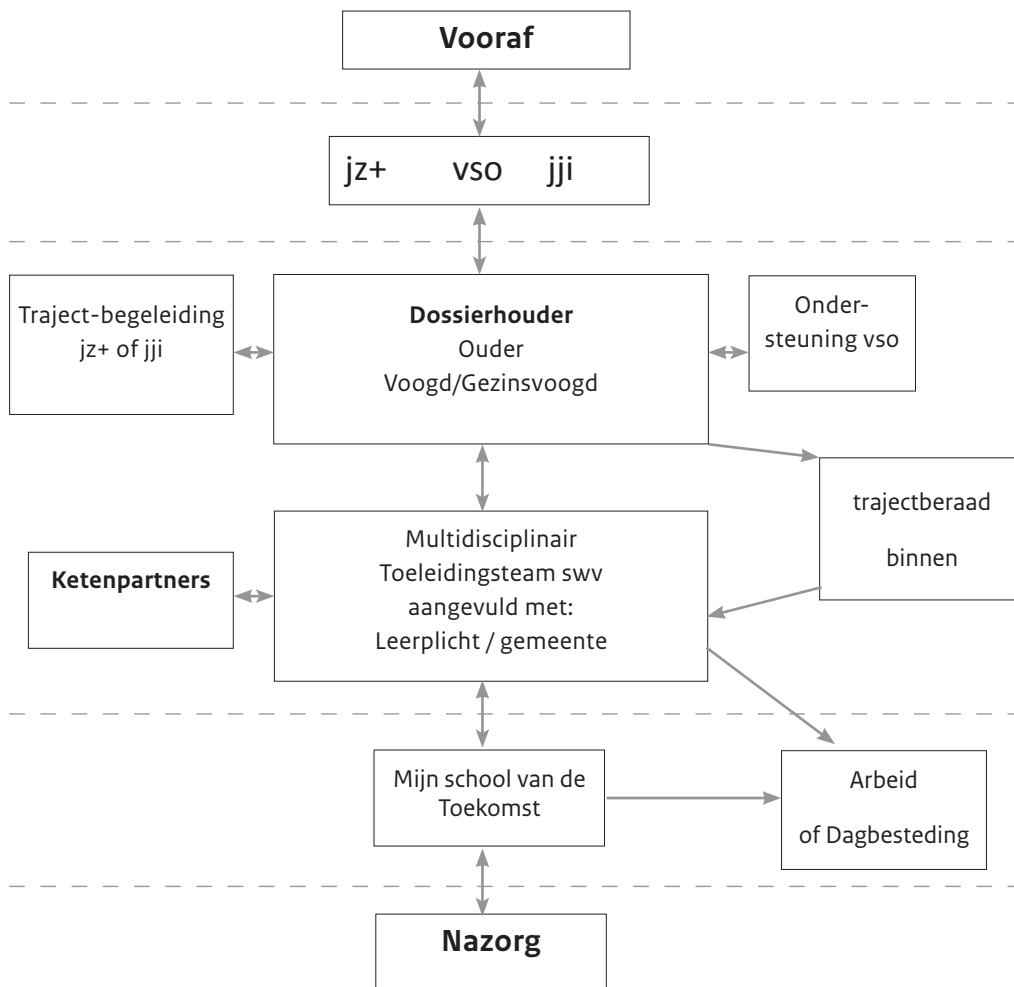 Vooraf
jz+ vso jji
Traject-begeleiding
jz+ of jji
Dossierhouder
Ouder
Voogd/Gezinsvoogd
Onder-
steuning vso
trajectberaad
binnen
Ketenpartners
Multidisciplinair
Toeleidingsteam swv
aangevuld met:
Leerplicht / gemeente
Mijn school van de
Toekomst
Arbeid
of Dagbesteding
Nazorg